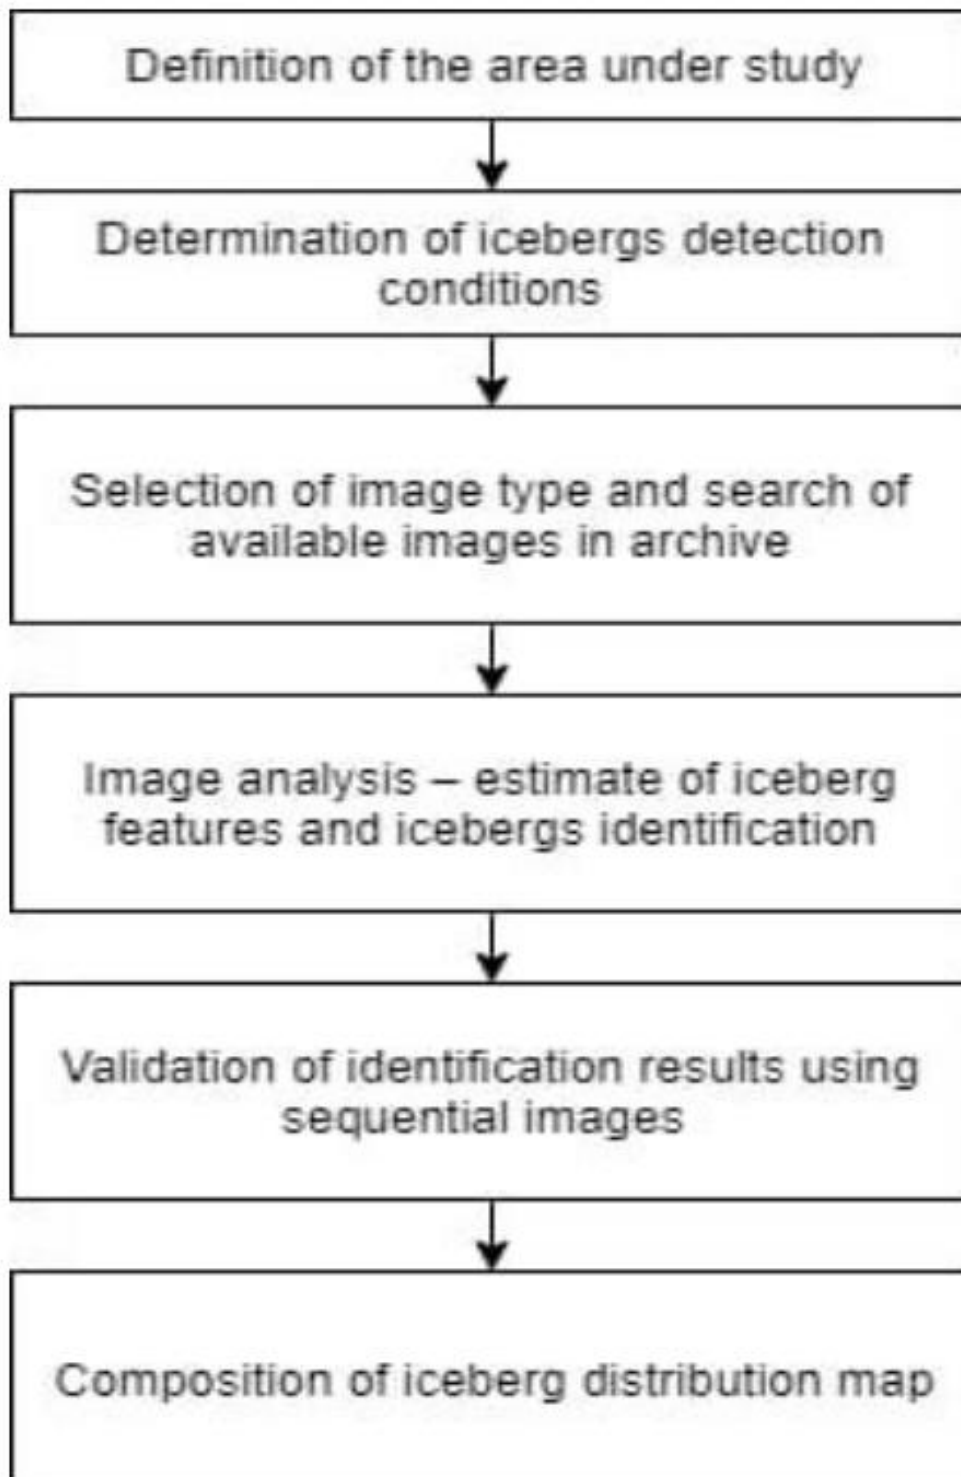 Definition of the area under study
Determination of icebergs detection
conditions
Selection of image type and search of
available images in archive
Image analysis – estimate of iceberg
features and icebergs identification
Validation of identification results using
sequential images
Composition of iceberg distribution map